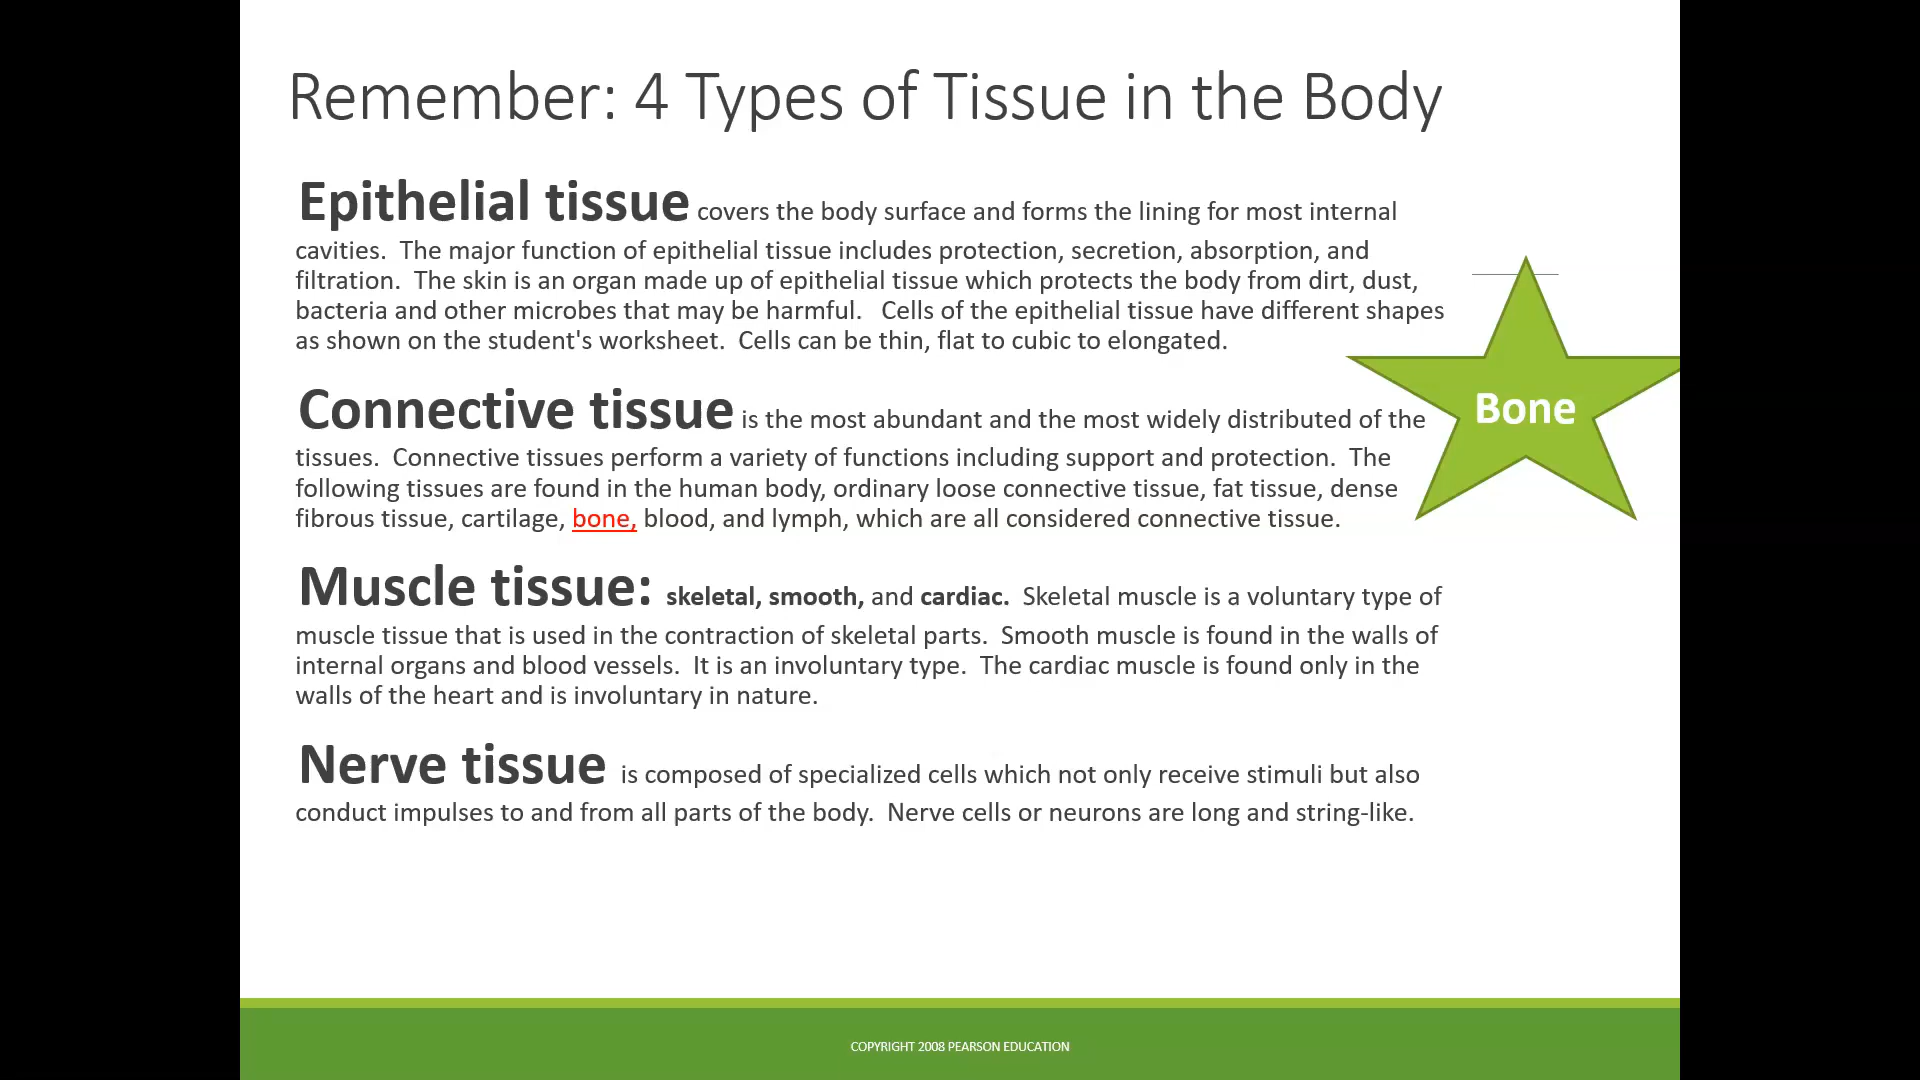 Remember: 4 Types of Tissue in the Body
Epithelial tissue covers the body surface and forms the lining for most internal
cavities.  The major function of epithelial tissue includes protection, secretion, absorption, and
filtration.  The skin is an organ made up of epithelial tissue which protects the body from dirt, dust,
bacteria and other microbes that may be harmful.   Cells of the epithelial tissue have different shapes
as shown on the student's worksheet.  Cells can be thin, flat to cubic to elongated.
Connective tissue is the most abundant and the most widely distributed of the
tissues.  Connective tissues perform a variety of functions including support and protection.  The
following tissues are found in the human body, ordinary loose connective tissue, fat tissue, dense
fibrous tissue, cartilage, bone, blood, and lymph, which are all considered connective tissue.
Bone
Muscle tissue: skeletal, smooth, and cardiac.  Skeletal muscle is a voluntary type of
muscle tissue that is used in the contraction of skeletal parts.  Smooth muscle is found in the walls of
internal organs and blood vessels.  It is an involuntary type.  The cardiac muscle is found only in the
walls of the heart and is involuntary in nature.
Nerve tissue is composed of specialized cells which not only receive stimuli but also
conduct impulses to and from all parts of the body.  Nerve cells or neurons are long and string-like.
COPYRIGHT 2008 PEARSON EDUCATION